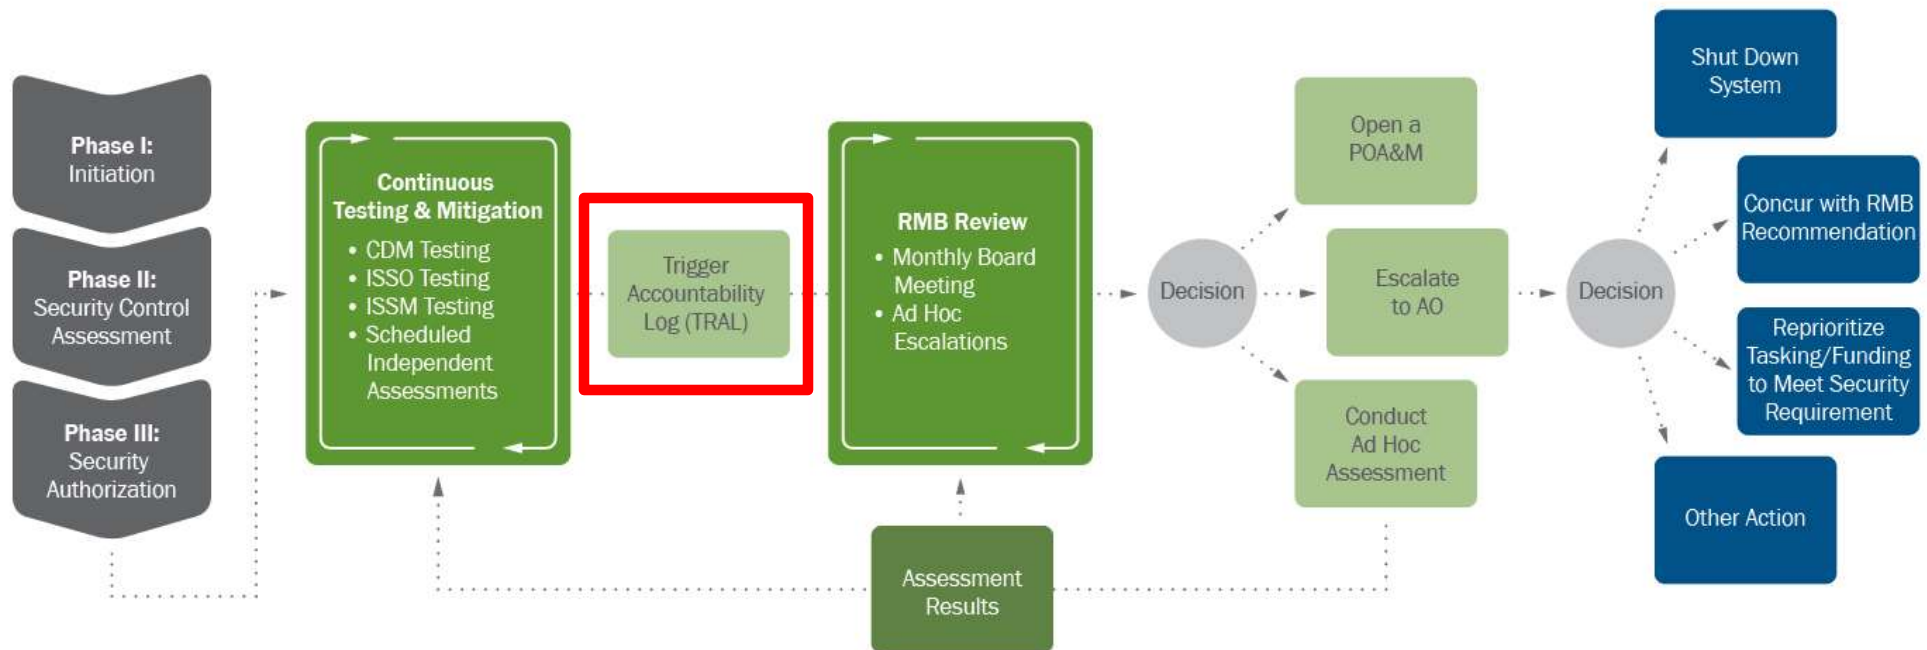 Phase I:
Initiation
Phase II:
Security Control
Assessment
Phase III:
Security
Authorization
Continuous
Testing & Mitigation
• CDM Testing
• ISSO Testing
• ISSM Testing
• Scheduled
Independent
Assessments
Trigger
Accountability
Log (TRAL)
RMB Review
• Monthly Board
Meeting
• Ad Hoc
Escalations
Assessment
Results
Decision
Open a
POA&M
Escalate
to AO
Conduct
Ad Hoc
Assessment
Decision
Shut Down
System
Concur with RMB
Recommendation
Reprioritize
Tasking/Funding
to Meet Security
Requirement
Other Action